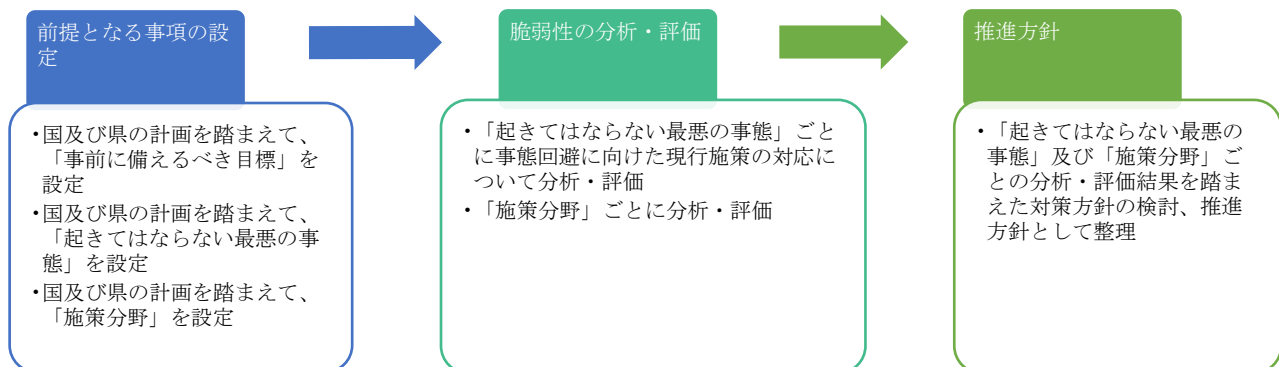 前提となる事項の設
定
・国及び県の計画を踏まえて、
「事前に備えるべき目標」を
設定
・国及び県の計画を踏まえて、
「起きてはならない最悪の事
態」を設定
・国及び県の計画を踏まえて、
「施策分野」を設定
脆弱性の分析・評価
・「起きてはならない最悪の事態」ごと
に事態回避に向けた現行施策の対応に
ついて分析・評価
・「施策分野」ごとに分析・評価
推進方針
・「起きてはならない最悪の
事態」及び「施策分野」ご
との分析・評価結果を踏ま
えた対策方針の検討、推進
方針として整理